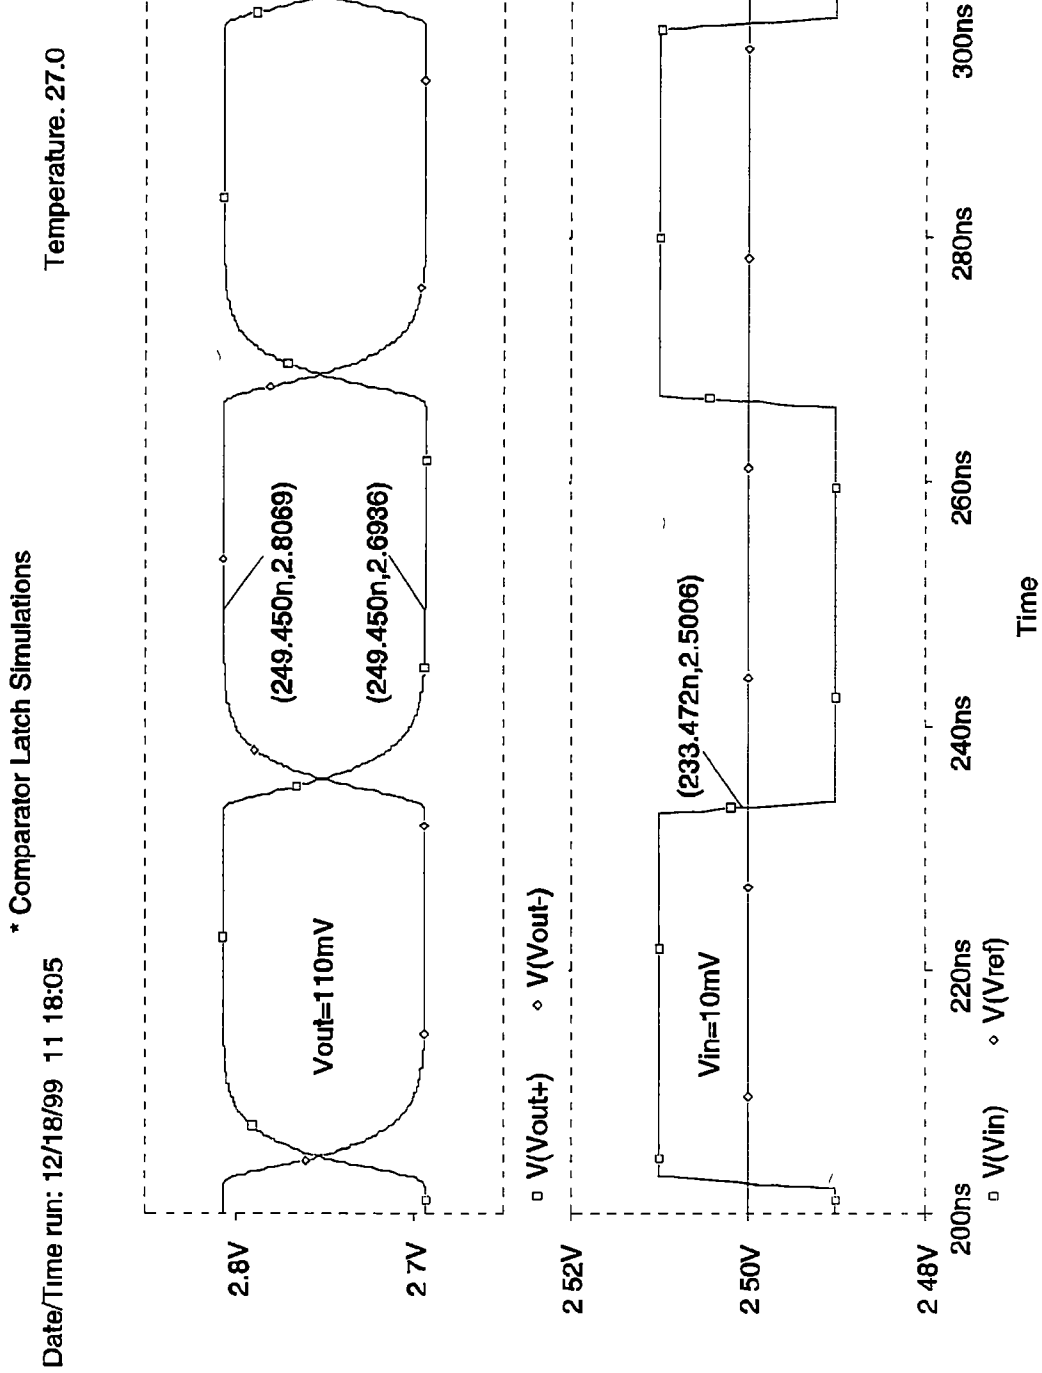 * Comparator Latch Simulations
Date/Time run: 12/18/99 11 18:05
Temperature. 27.0
2.8V
2 7V
Vout=110mV
(249.450n,2.8069)
(249.450n,2.6936)
V(Vout+) V(Vout-)
2 52V
2 50V
2 48V
Vin=10mV
(233.472n,2.5006)
200ns 220ns 240ns 260ns 280ns 300ns
V(Vin) V(Vref)
Time